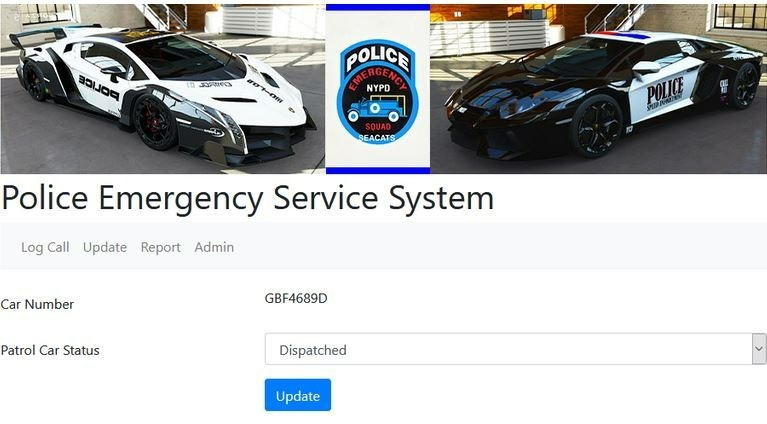 POLICE
POLICE
EMERGENCY
NYPD
SQUAD
SEACATS
POLICE
Police Emergency Service System
Log Call Update Report Admin
Car Number
GBF4689D
Patrol Car Status
Dispatched
Update